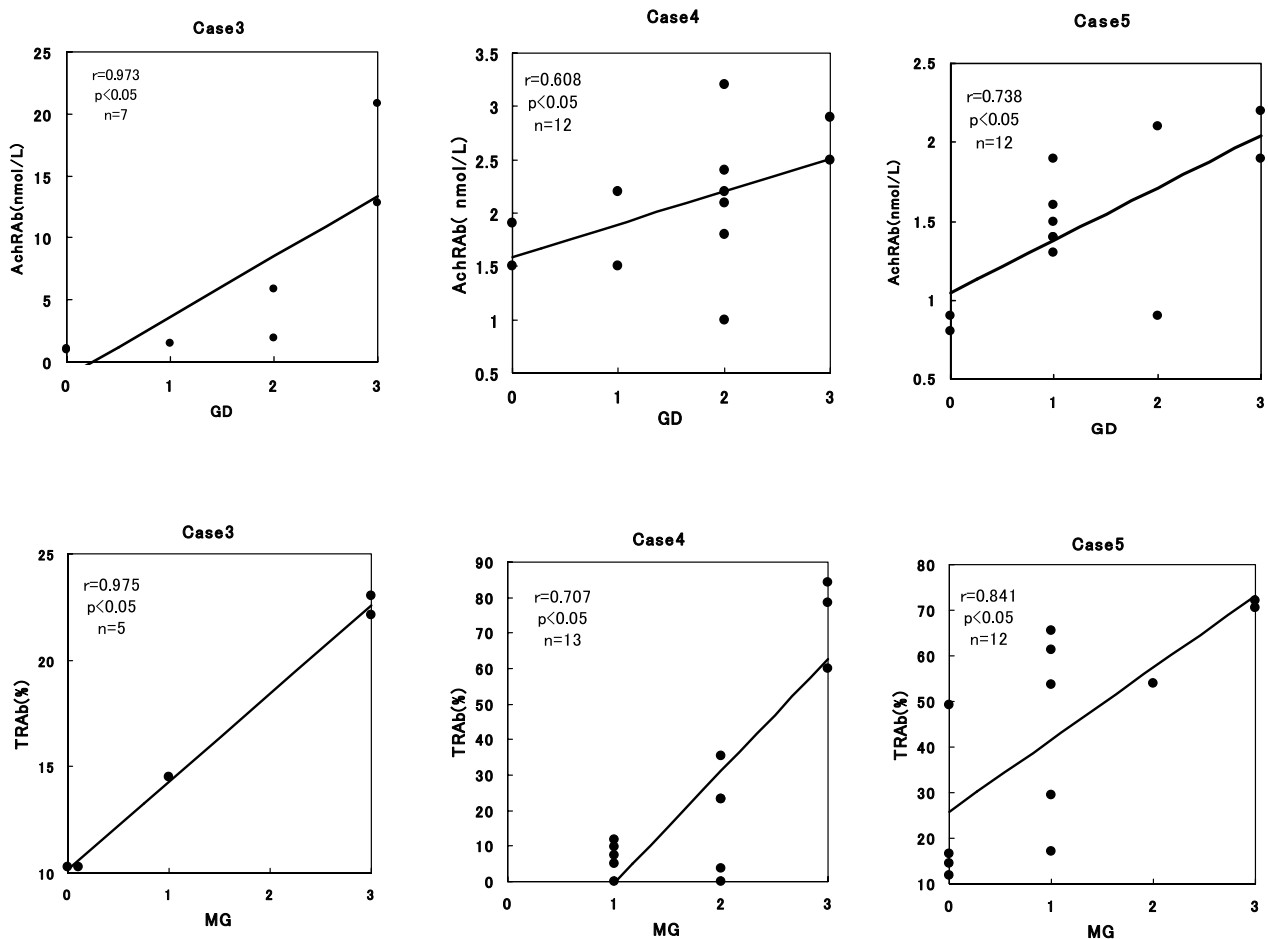 Case3
r=0.973
p<0.05
n=7
25
20
15
10
5
0
AchRAb(nmol/L)
0 1 2 3
GD
Case4
r=0.608
p<0.05
n=12
3.5
3
2.5
2
1.5
1
0.5
AchRAb( nmol/L)
0 1 2 3
GD
Case5
r=0.738
p<0.05
n=12
2.5
2
1.5
1
0.5
AchRAb(nmol/L)
0 1 2 3
GD
Case3
r=0.975
p<0.05
n=5
25
20
15
10
TRAb(%)
0 1 2 3
MG
Case4
r=0.707
p<0.05
n=13
90
80
70
60
50
40
30
20
10
0
TRAb(%)
0 1 2 3
MG
Case5
r=0.841
p<0.05
n=12
80
70
60
50
40
30
20
10
TRAb(%)
0 1 2 3
MG